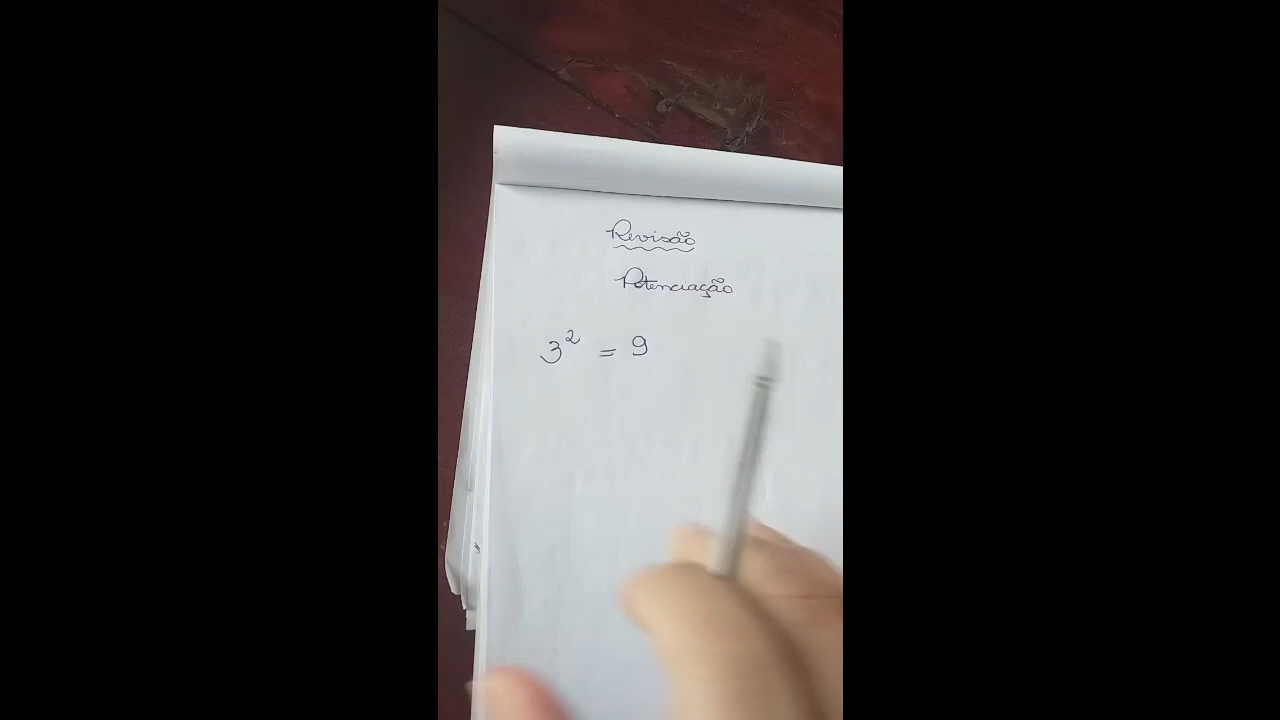 Revisão
Potenciação
3² = 9